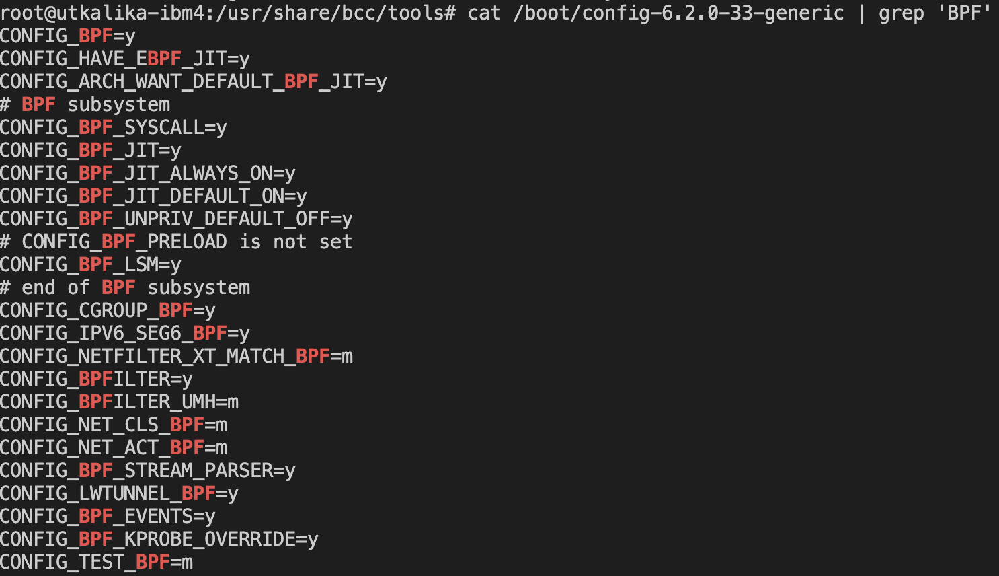 root@utkalika-ibm4:/usr/share/bcc/tools# cat /boot/config-6.2.0-33-generic | grep 'BPF'
CONFIG_BPF=y
CONFIG_HAVE_EBPF_JIT=y
CONFIG_ARCH_WANT_DEFAULT_BPF_JIT=y
# BPF subsystem
CONFIG_BPF_SYSCALL=y
CONFIG_BPF_JIT=y
CONFIG_BPF_JIT_ALWAYS_ON=y
CONFIG_BPF_JIT_DEFAULT_ON=y
CONFIG_BPF_UNPRIV_DEFAULT_OFF=y
# CONFIG_BPF_PRELOAD is not set
CONFIG_BPF_LSM=y
# end of BPF subsystem
CONFIG_CGROUP_BPF=y
CONFIG_IPV6_SEG6_BPF=y
CONFIG_NETFILTER_XT_MATCH_BPF=m
CONFIG_BPFILTER=y
CONFIG_BPFILTER_UMH=m
CONFIG_NET_CLS_BPF=m
CONFIG_NET_ACT_BPF=m
CONFIG_BPF_STREAM_PARSER=y
CONFIG_LWTUNNEL_BPF=y
CONFIG_BPF_EVENTS=y
CONFIG_BPF_KPROBE_OVERRIDE=y
CONFIG_TEST_BPF=m